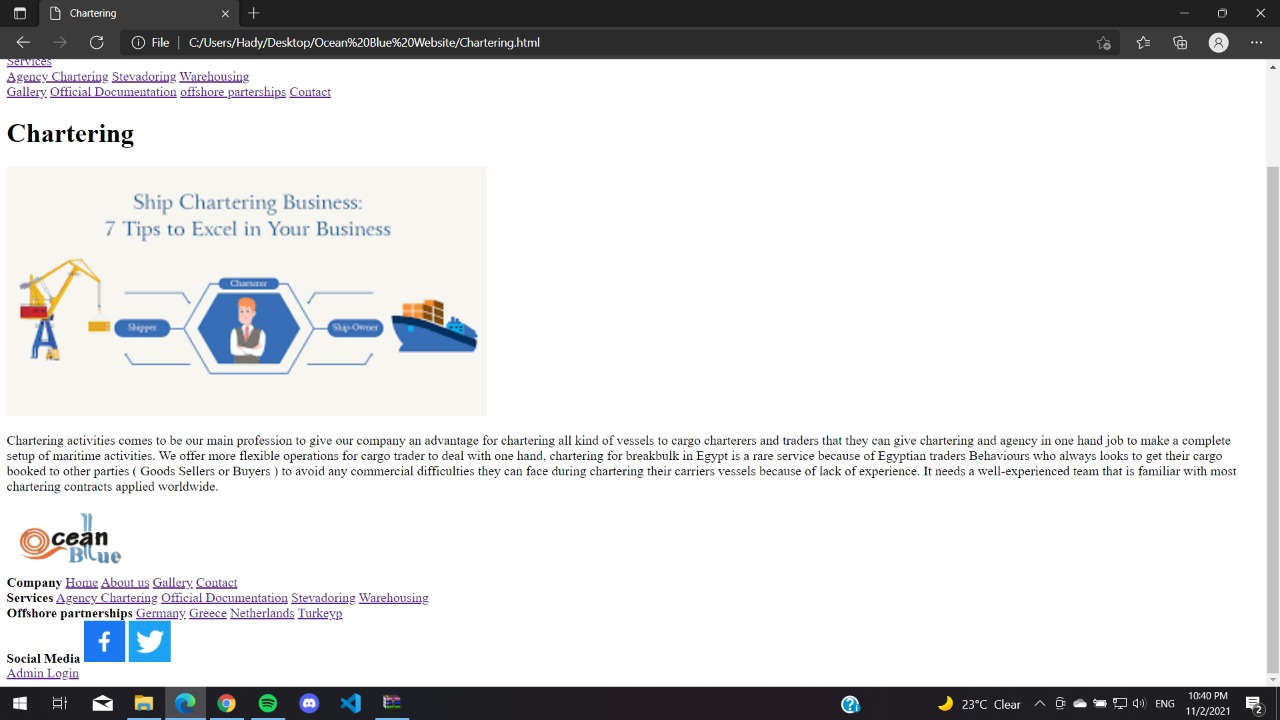 Chartering
File | C:/Users/Hady/Desktop/Ocean%20Blue%20Website/Chartering.html
Services
Agency Chartering Stevadoring Warehousing
Gallery Official Documentation offshore parterships Contact
Chartering
Ship Chartering Business:
7 Tips to Excel in Your Business
Charterer
Shipper
Ship-Owner
Chartering activities comes to be our main profession to give our company an advantage for chartering all kind of vessels to cargo charterers and traders that they can give chartering and agency in one hand job to make a complete
setup of maritime activities. We offer more flexible operations for cargo trader to deal with one hand, chartering for breakbulk in Egypt is a rare service because of Egyptian traders Behaviours who always looks to get their cargo
booked to other parties ( Goods Sellers or Buyers ) to avoid any commercial difficulties they can face during chartering their carriers vessels because of lack of experience. It needs a well-experienced team that is familiar with most
chartering contracts applied worldwide.
Ocean
Blue
Company Home About us Gallery Contact
Services Agency Chartering Official Documentation Stevadoring Warehousing
Offshore partnerships Germany Greece Netherlands Turkeyp
Social Media
Admin Login
23°C Clear
ENG
10:40 PM
11/2/2021
2